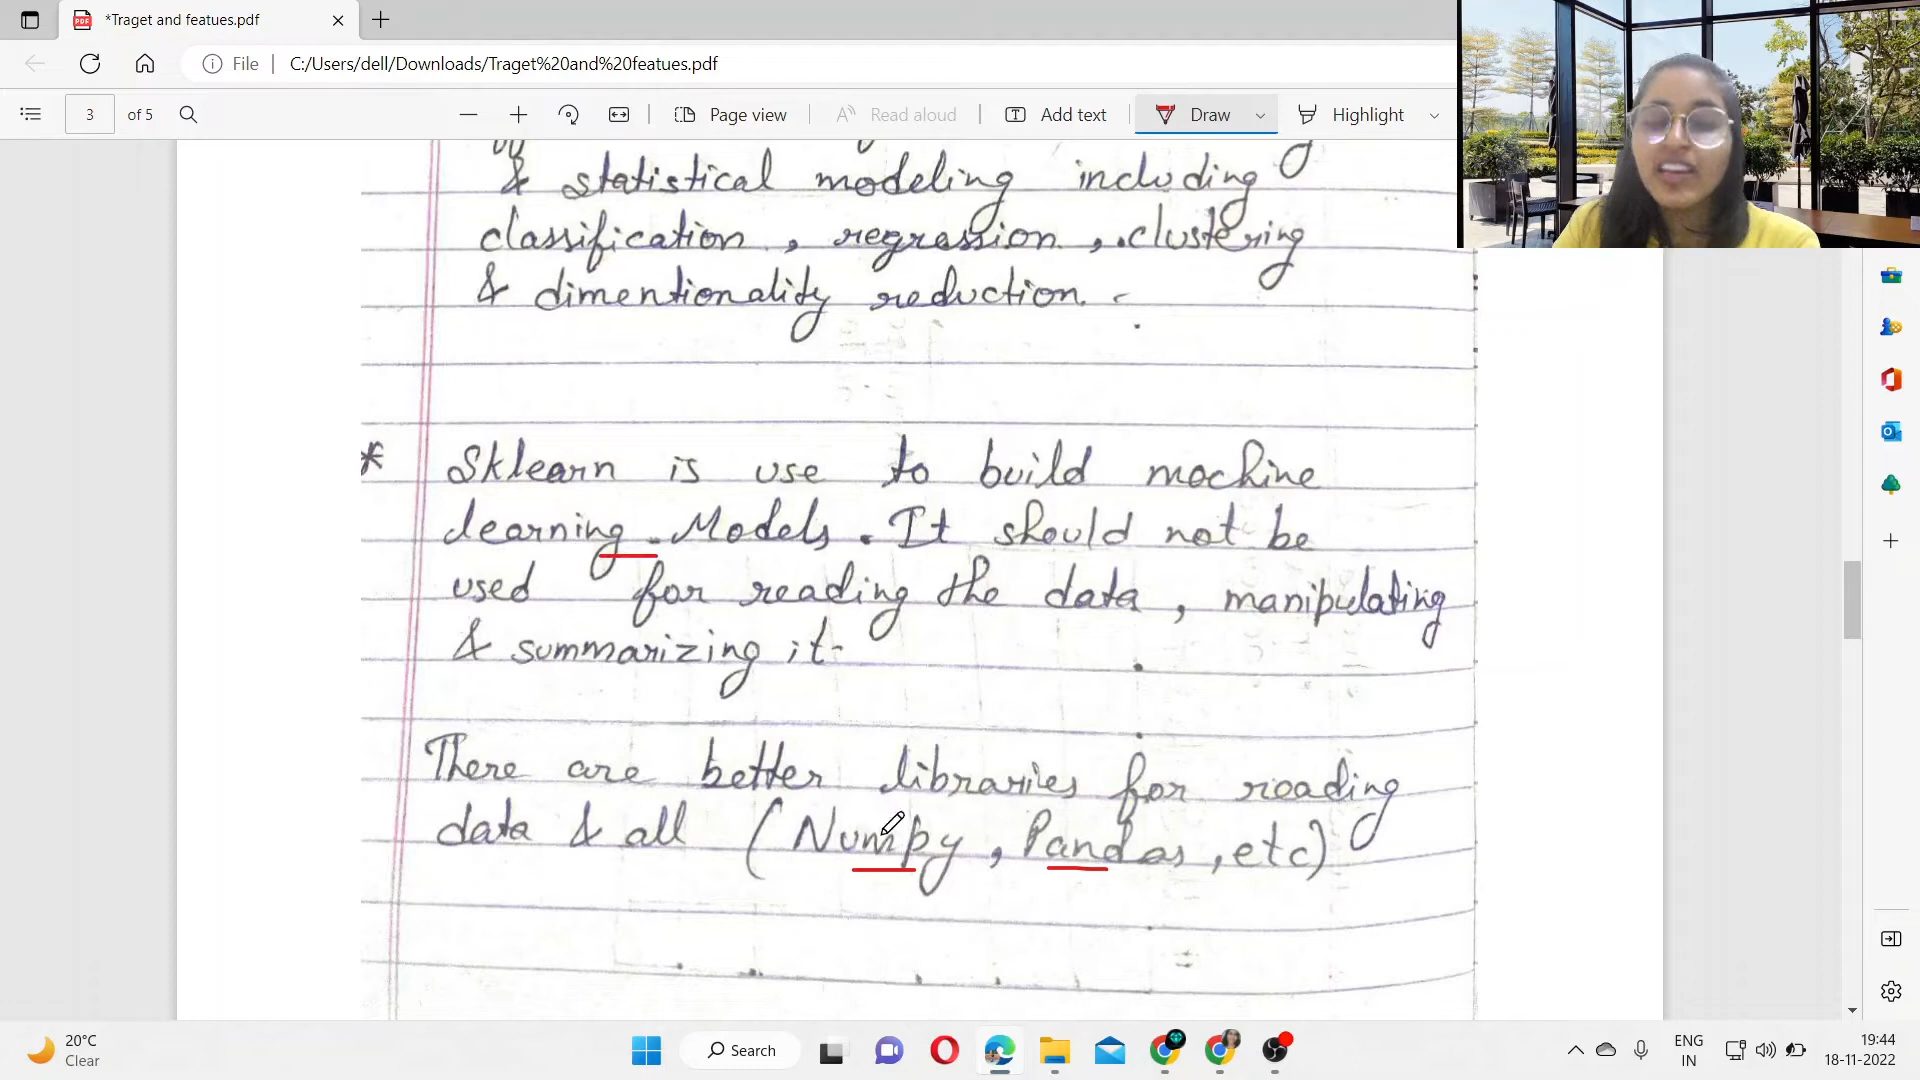 *Traget and featues.pdf
File
C:/Users/dell/Downloads/Traget%20and%20featues.pdf
3 of 5
Page view
Read aloud
Add text
Draw
Highlight
& statistical modeling including
classification, regression, clustering
& dimentionality reduction.
* Sklearn is use to build machine
learning Models. It should not be
used for reading the data, manipulating
& summarizing it.
There are better libraries for reading
data & all (Numpy, Pandas, etc)
20°C
Clear
Search
ENG
IN
19:44
18-11-2022